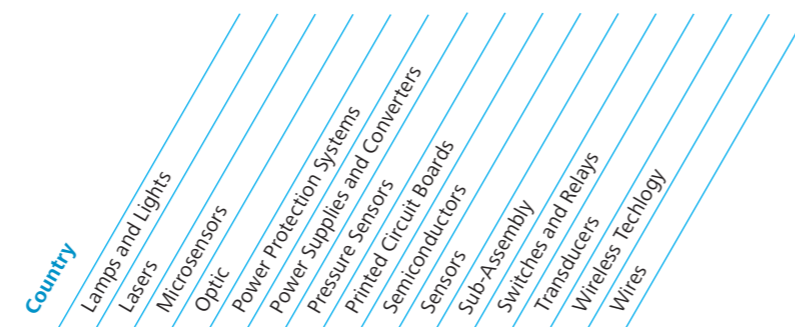 Country
Lamps and Lights
Lasers
Microsensors
Optic
Power Protection Systems
Power Supplies and Converters
Pressure Sensors
Printed Circuit Boards
Semiconductors
Sensors
Sub-Assembly
Switches and Relays
Transducers
Wireless Techlogy
Wires